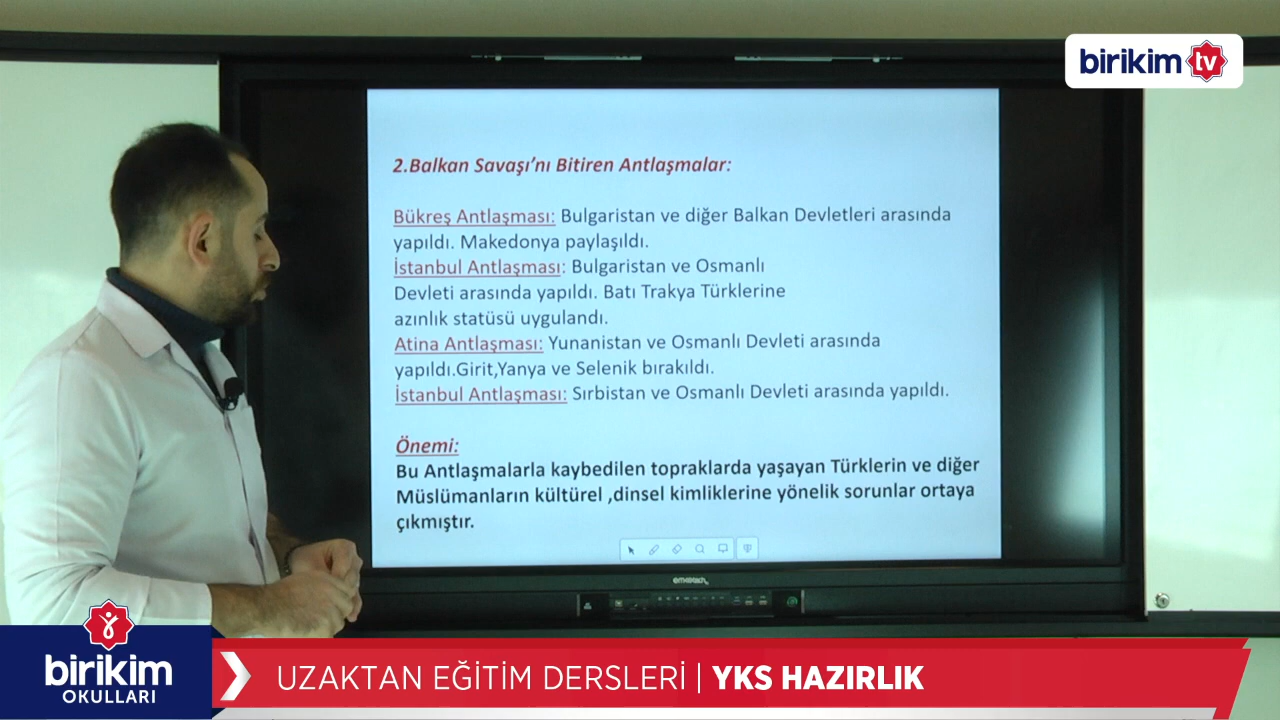 birikim tv
2.Balkan Savaşı'nı Bitiren Antlaşmalar:
Bükreş Antlaşması: Bulgaristan ve diğer Balkan Devletleri arasında
yapıldı. Makedonya paylaşıldı.
İstanbul Antlaşması: Bulgaristan ve Osmanlı
Devleti arasında yapıldı. Batı Trakya Türklerine
azınlık statüsü uygulandı.
Atina Antlaşması: Yunanistan ve Osmanlı Devleti arasında
yapıldı.Girit,Yanya ve Selenik bırakıldı.
İstanbul Antlaşması: Sırbistan ve Osmanlı Devleti arasında yapıldı.
Önemi:
Bu Antlaşmalarla kaybedilen topraklarda yaşayan Türklerin ve diğer
Müslümanların kültürel ,dinsel kimliklerine yönelik sorunlar ortaya
çıkmıştır.
birikim
OKULLARI
UZAKTAN EĞİTİM DERSLERİ | YKS HAZIRLIK